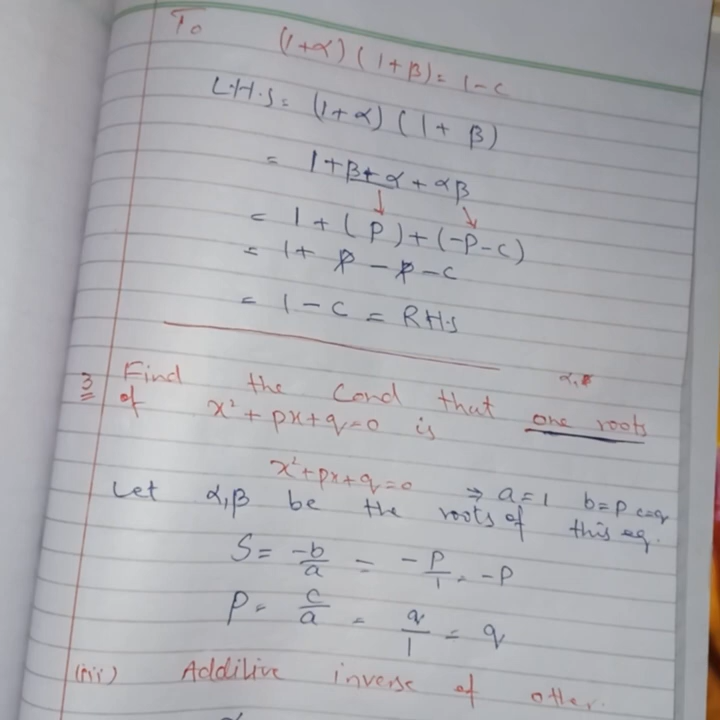 To
(1+α)(1+β)=1-c
L.H.S= (1+α)(1+β)
= 1+β+α+αβ
= 1+(P)+(-P-c)
= 1+P-P-c
= 1-c = RH.S
3 Find the Cond that one roots
of x²+px+q=0 is
x²+px+q=0 ⇒ a=1 b=p c=q
Let α,β be the roots of this eq.
S= -b/a = -P/1 = -P
P= c/a = q/1 = q
(iii) Additive inverse of other.